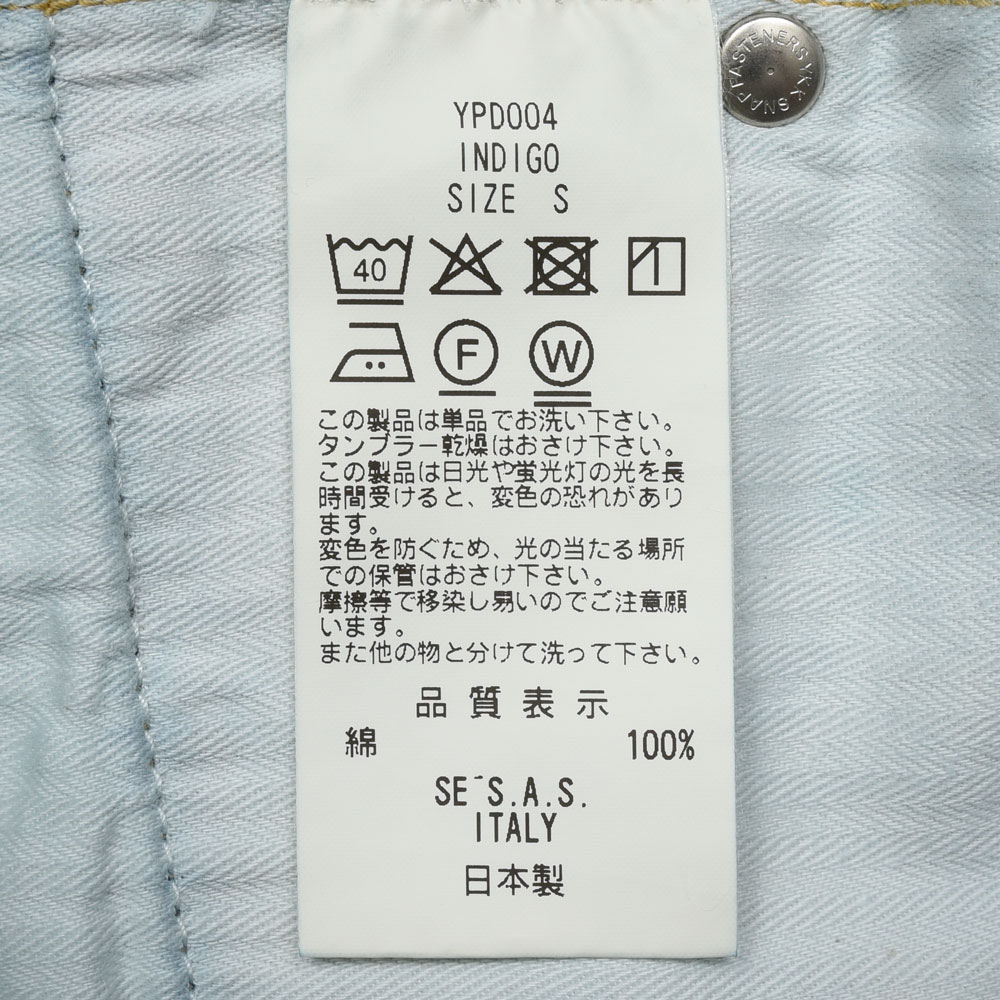 YKK SNAP FASTENERS
YPD004
INDIGO
SIZE S
40
F
W
この製品は単品でお洗い下さい。
タンブラー乾燥はおさけ下さい。
この製品は日光や蛍光灯の光を長
時間受けると、変色の恐れがあり
ます。
変色を防ぐため、光の当たる場所
での保管はおさけ下さい。
摩擦等で移染し易いのでご注意願
います。
また他の物と分けて洗って下さい。
品質表示
綿 100%
SE´S.A.S.
ITALY
日本製